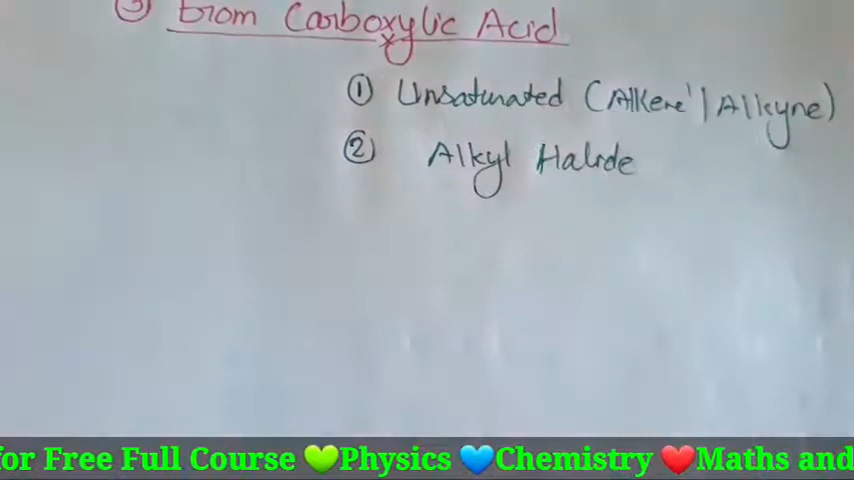 ③ From Carboxylic Acid
① Unsaturated (Alkene' | Alkyne)
② Alkyl Halide
for Free Full Course 💚Physics 💙Chemistry ❤️Maths and